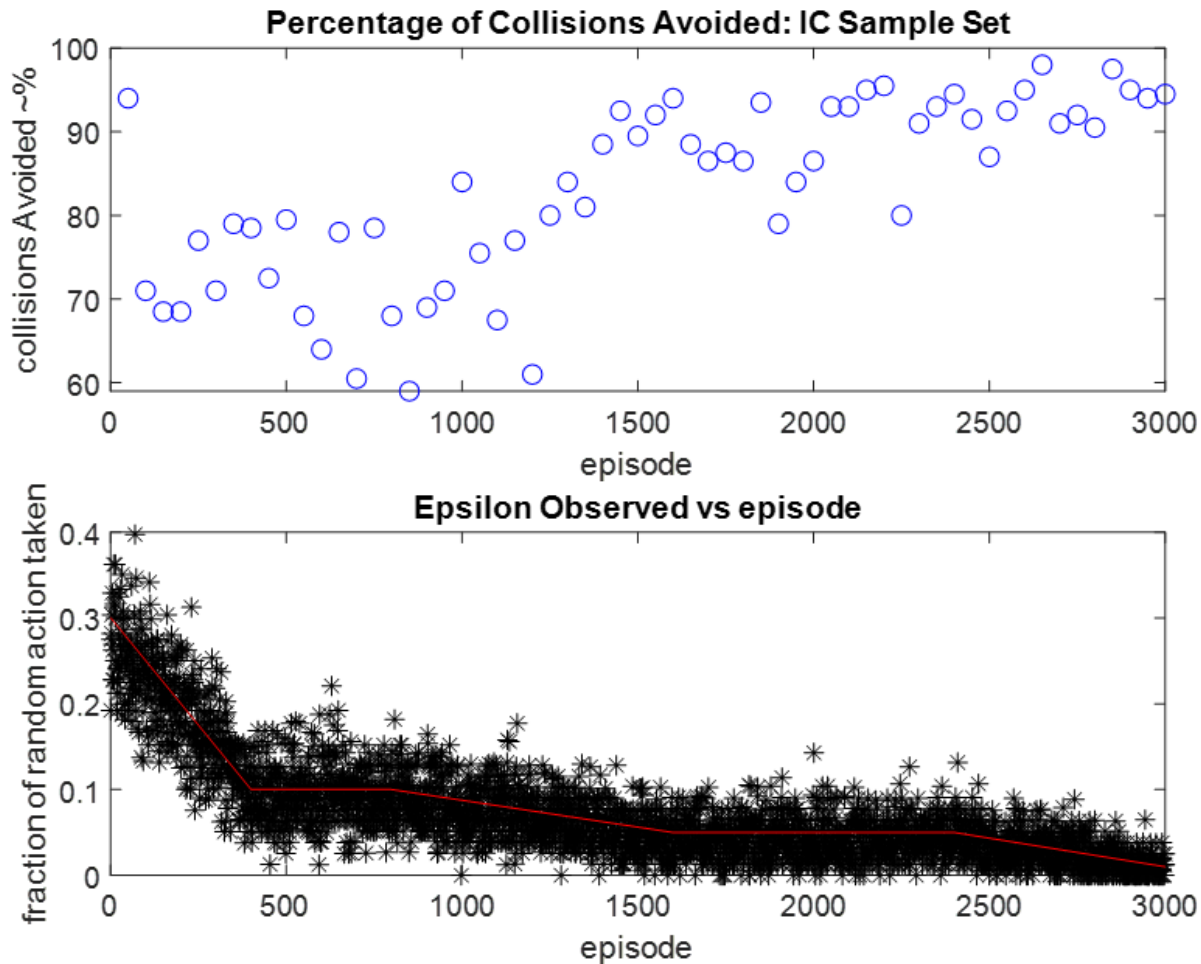 Percentage of Collisions Avoided: IC Sample Set
collisions Avoided ~%
100
90
80
70
60
0 500 1000 1500 2000 2500 3000
episode
Epsilon Observed vs episode
fraction of random action taken
0.4
0.3
0.2
0.1
0
0 500 1000 1500 2000 2500 3000
episode